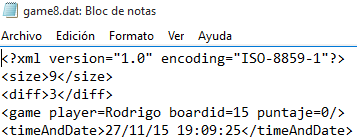 game8.dat: Bloc de notas
Archivo Edición Formato Ver Ayuda
<?xml version="1.0" encoding="ISO-8859-1"?>
<size>9</size>
<diff>3</diff>
<game player=Rodrigo boardid=15 puntaje=0/>
<timeAndDate>27/11/15 19:09:25</timeAndDate>